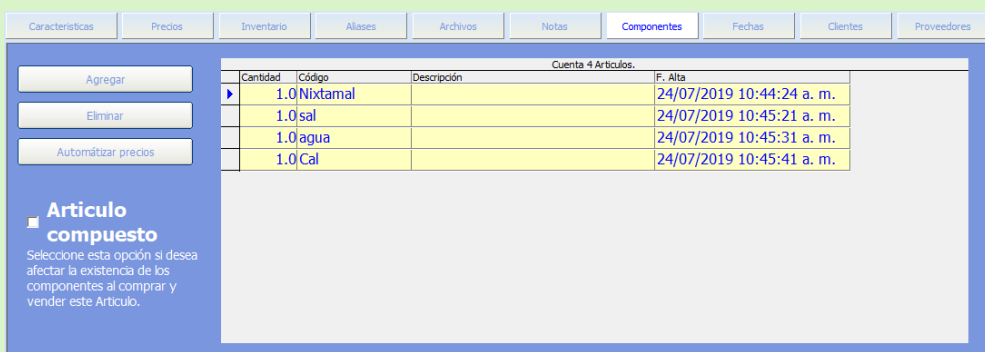 Caracteristicas Precios Inventario Aliases Archivos Notas Componentes Fechas Clientes Proveedores
Agregar
Eliminar
Automátizar precios
Articulo
compuesto
Seleccione esta opción si desea
afectar la existencia de los
componentes al comprar y
vender este Articulo.
Cuenta 4 Articulos.
Cantidad Código Descripción F. Alta
1.0 Nixtamal 24/07/2019 10:44:24 a. m.
1.0 sal 24/07/2019 10:45:21 a. m.
1.0 agua 24/07/2019 10:45:31 a. m.
1.0 Cal 24/07/2019 10:45:41 a. m.